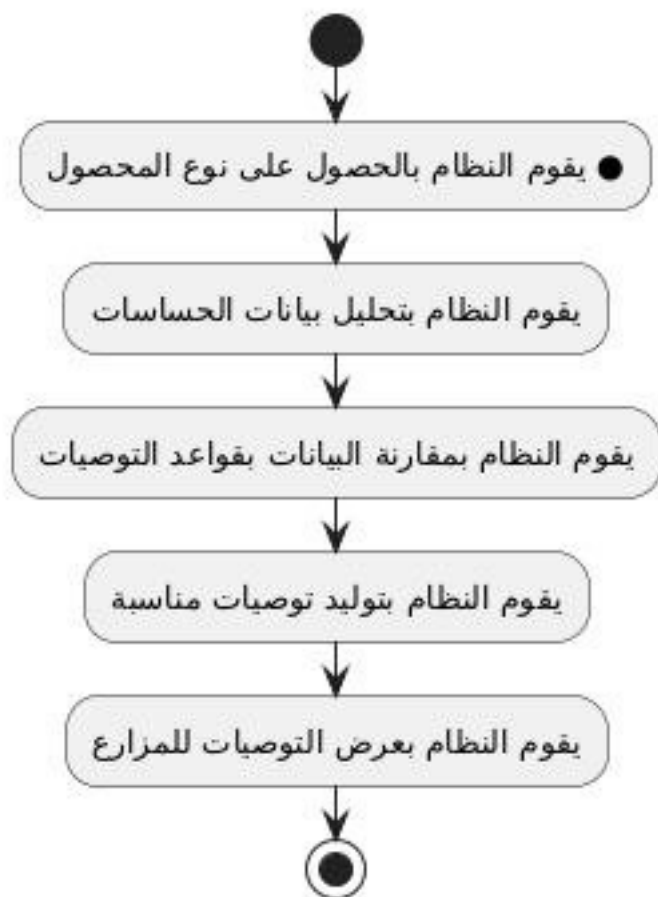 ● يقوم النظام بالحصول على نوع المحصول
يقوم النظام بتحليل بيانات الحساسات
يقوم النظام بمقارنة البيانات بقواعد التوصيات
يقوم النظام بتوليد توصيات مناسبة
يقوم النظام بعرض التوصيات للمزارع